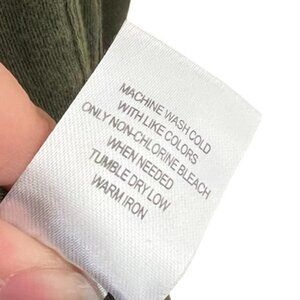 MACHINE WASH COLD
WITH LIKE COLORS
ONLY NON-CHLORINE BLEACH
WHEN NEEDED
TUMBLE DRY LOW
WARM IRON